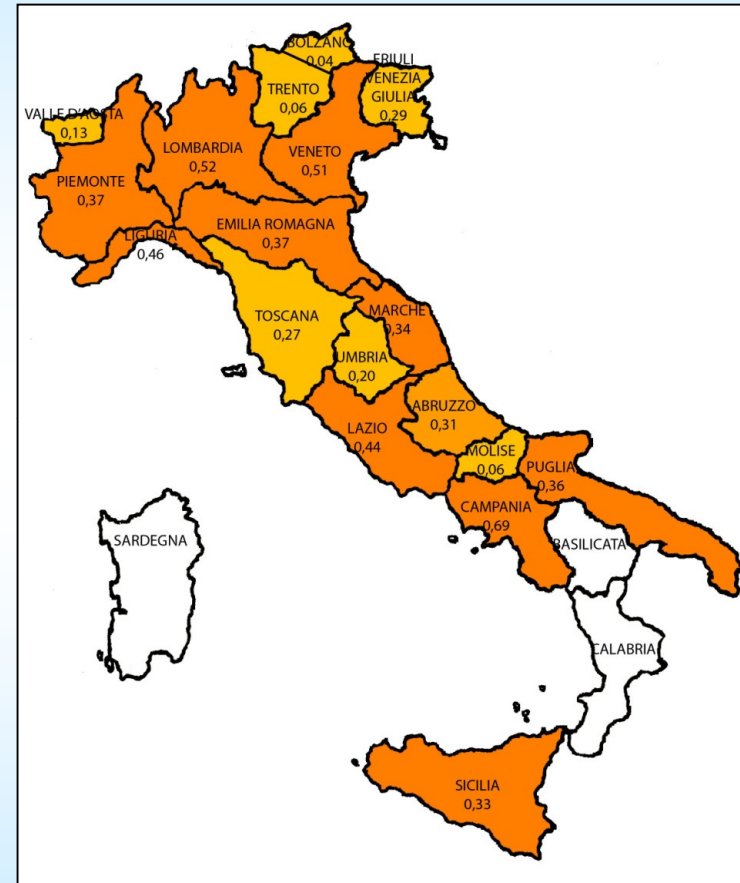 BOLZANO
0,04
FRIULI
VENEZIA
GIULIA
0,29
TRENTO
0,06
VALLE D'AOSTA
0,13
LOMBARDIA
0,52
VENETO
0,51
PIEMONTE
0,37
EMILIA ROMAGNA
0,37
LIGURIA
0,46
TOSCANA
0,27
MARCHE
0,34
UMBRIA
0,20
ABRUZZO
0,31
LAZIO
0,44
MOLISE
0,06
PUGLIA
0,36
CAMPANIA
0,69
SARDEGNA
BASILICATA
CALABRIA
SICILIA
0,33